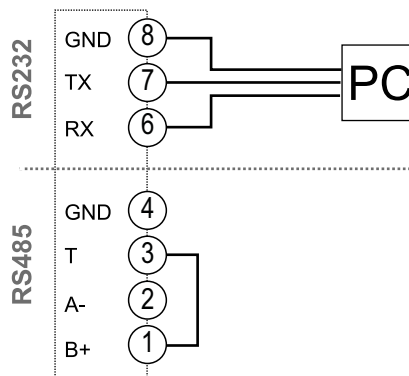 RS232
GND 8
TX 7
RX 6
PC
RS485
GND 4
T 3
A- 2
B+ 1